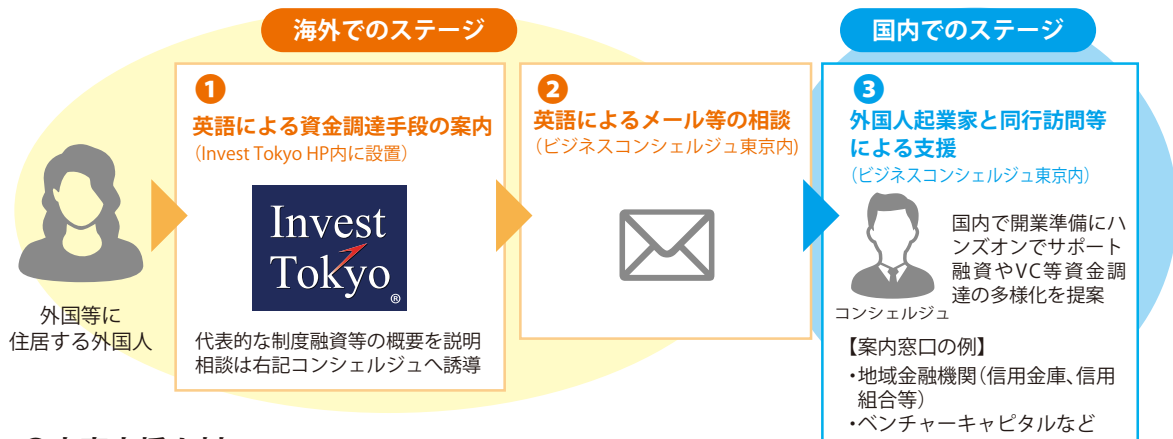 海外でのステージ
国内でのステージ
外国等に
住居する外国人
❶
英語による資金調達手段の案内
（Invest Tokyo HP内に設置）
Invest
Tokyo
®
代表的な制度融資等の概要を説明
相談は右記コンシェルジュへ誘導
❷
英語によるメール等の相談
（ビジネスコンシェルジュ東京内）
❸
外国人起業家と同行訪問等
による支援
（ビジネスコンシェルジュ東京内）
コンシェルジュ
国内で開業準備にハ
ンズオンでサポート
融資やVC等資金調
達の多様化を提案
【案内窓口の例】
・地域金融機関（信用金庫、信用
組合等）
・ベンチャーキャピタルなど